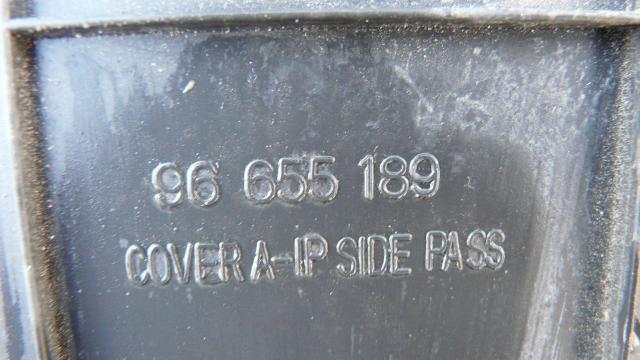 96 655 189
COVER A-IP SIDE PASS